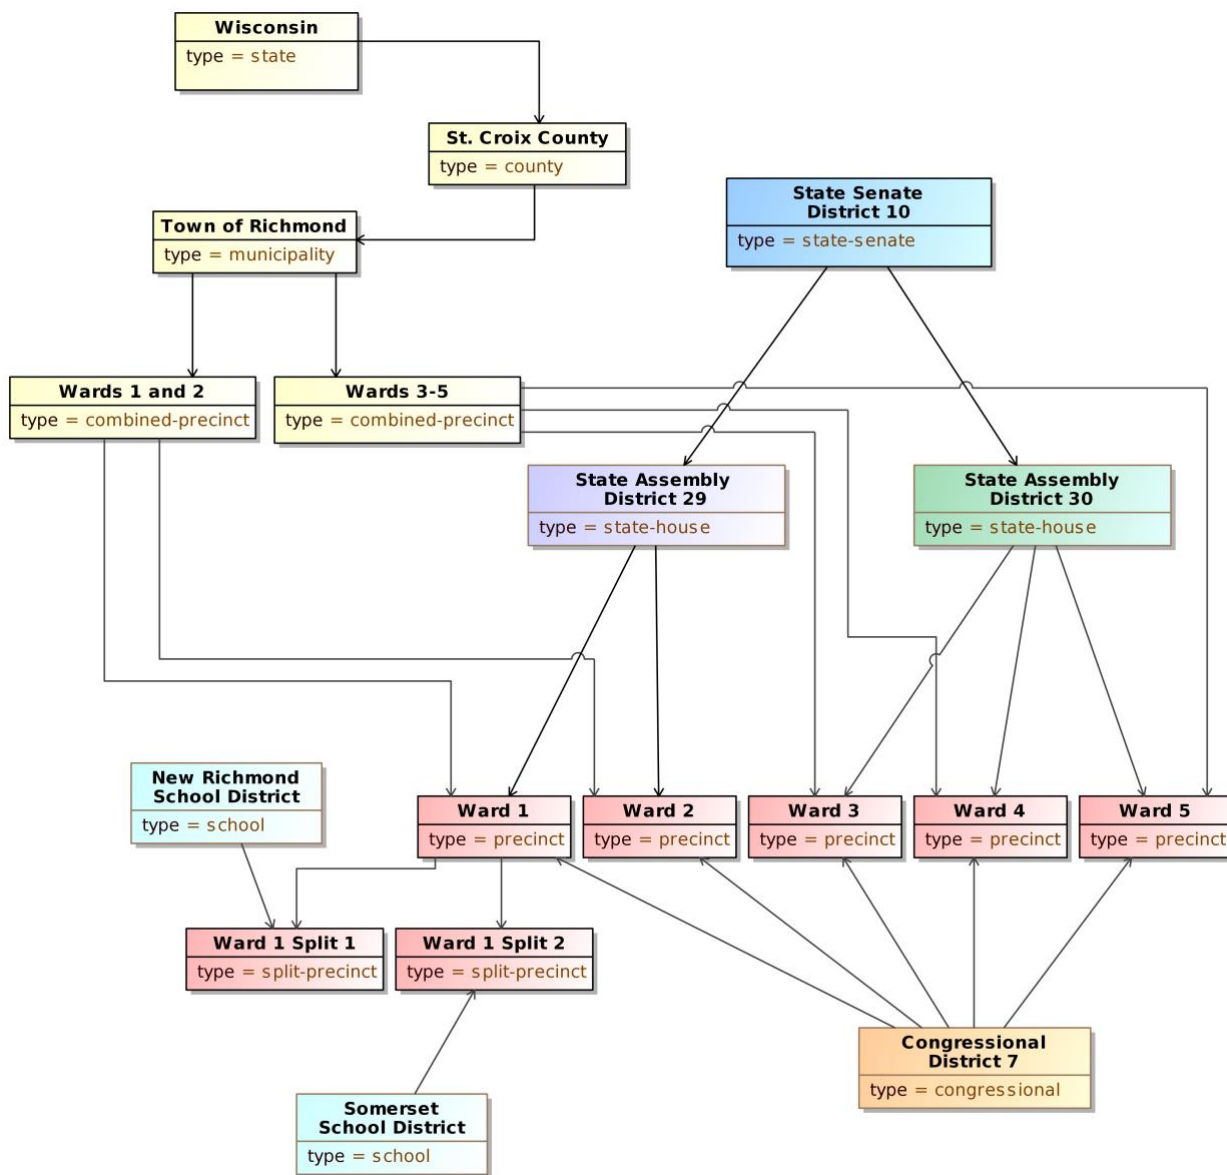 Wisconsin
type = state
St. Croix County
type = county
State Senate
District 10
type = state-senate
Town of Richmond
type = municipality
Wards 1 and 2
type = combined-precinct
Wards 3-5
type = combined-precinct
State Assembly
District 29
type = state-house
State Assembly
District 30
type = state-house
New Richmond
School District
type = school
Ward 1
type = precinct
Ward 2
type = precinct
Ward 3
type = precinct
Ward 4
type = precinct
Ward 5
type = precinct
Ward 1 Split 1
type = split-precinct
Ward 1 Split 2
type = split-precinct
Congressional
District 7
type = congressional
Somerset
School District
type = school